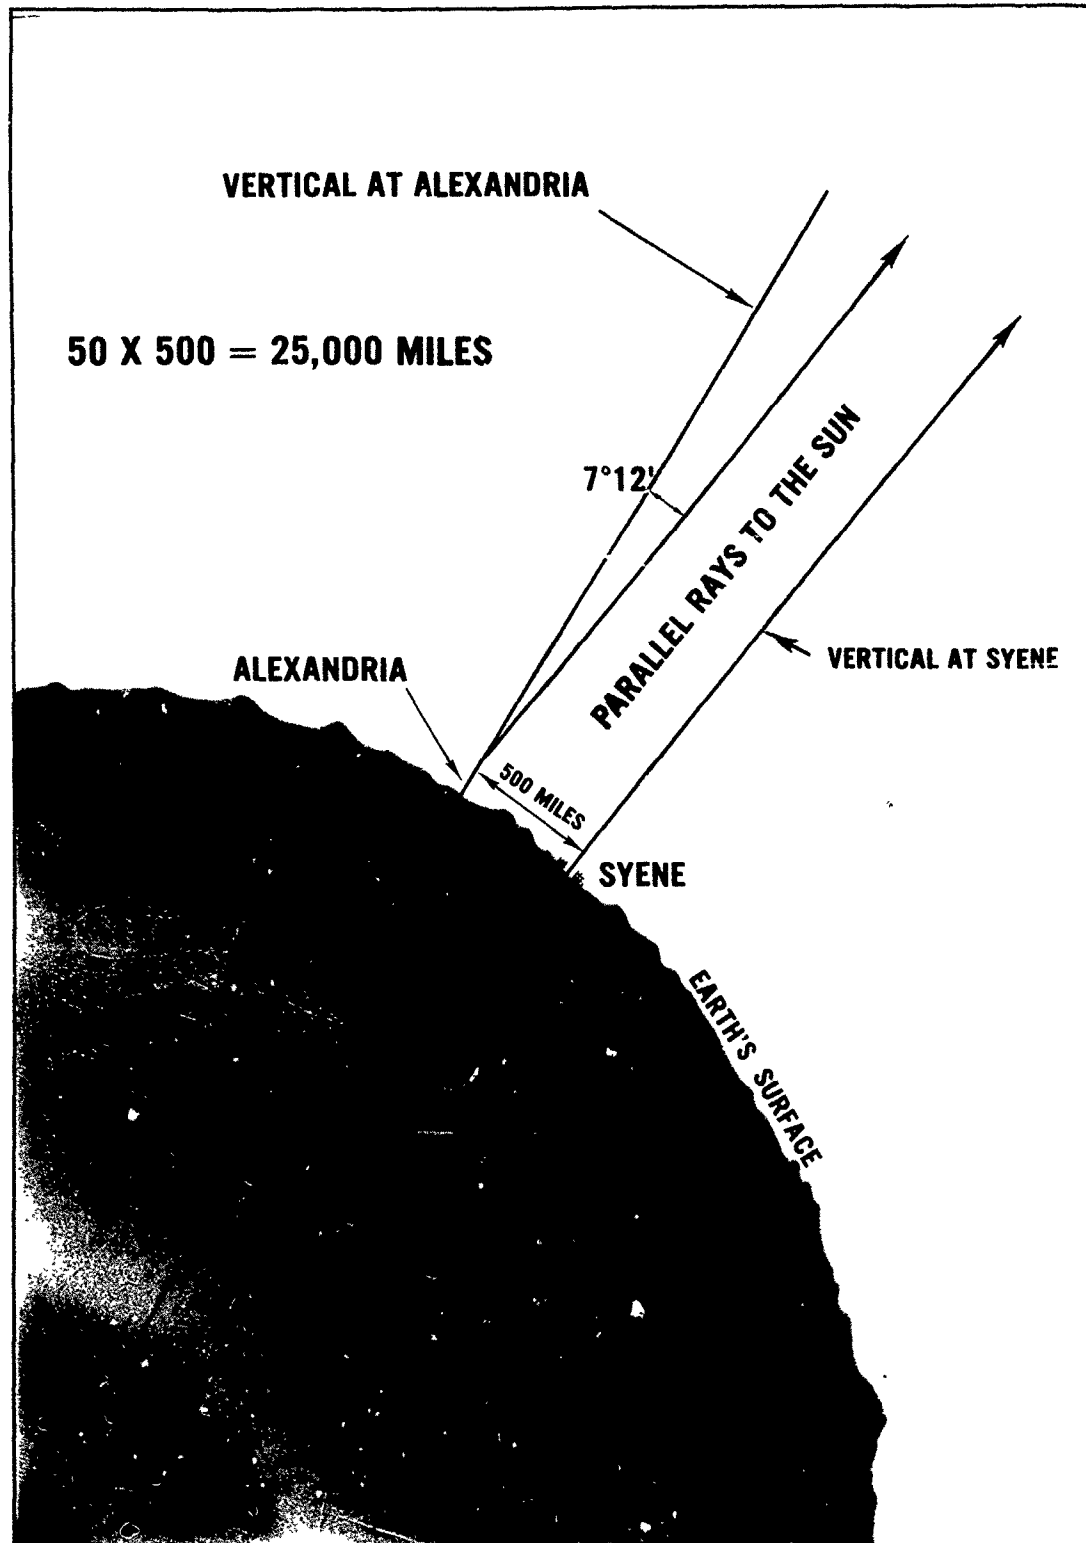 VERTICAL AT ALEXANDRIA
50 X 500 = 25,000 MILES
7°12'
PARALLEL RAYS TO THE SUN
VERTICAL AT SYENE
ALEXANDRIA
500 MILES
SYENE
EARTH'S SURFACE